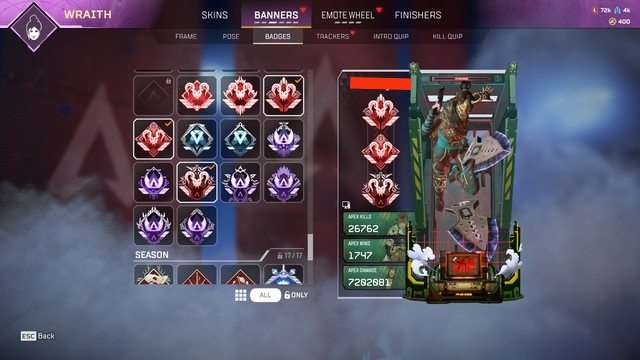 WRAITH
SKINS
BANNERS
EMOTE WHEEL
FINISHERS
72k
4k
400
FRAME
POSE
BADGES
TRACKERS
INTRO QUIP
KILL QUIP
APEX KILLS
26762
APEX WINS
1747
APEX DAMAGE
7202081
SEASON
17/17
ALL
ONLY
ESC Back